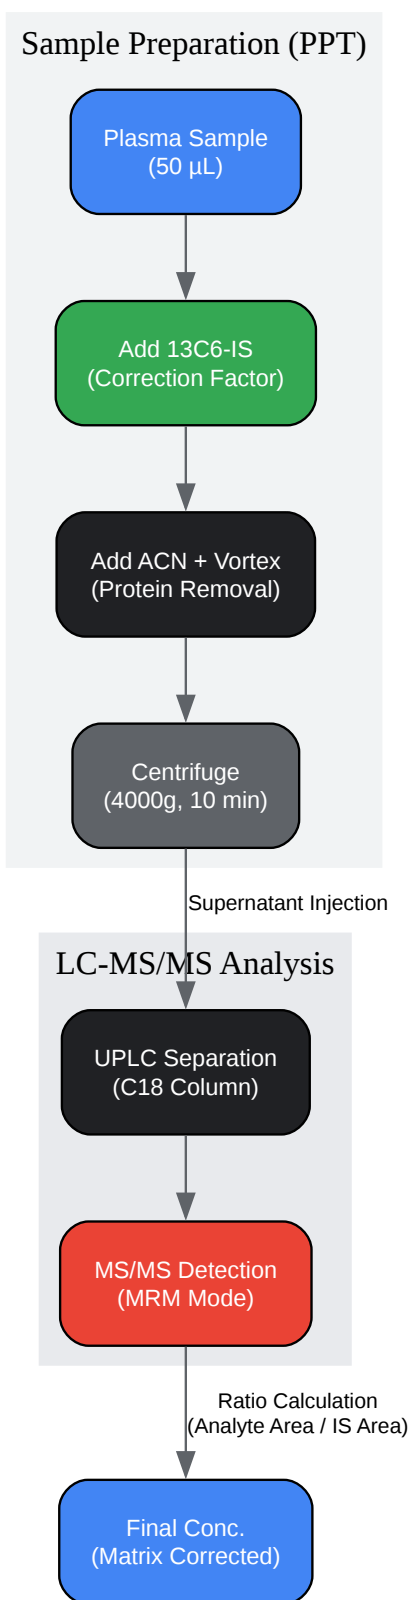 Sample Preparation (PPT)
Plasma Sample
(50 µL)
Add 13C6-IS
(Correction Factor)
Add ACN + Vortex
(Protein Removal)
Centrifuge
(4000g, 10 min)
Supernatant Injection
LC-MS/MS Analysis
UPLC Separation
(C18 Column)
MS/MS Detection
(MRM Mode)
Ratio Calculation
(Analyte Area / IS Area)
Final Conc.
(Matrix Corrected)